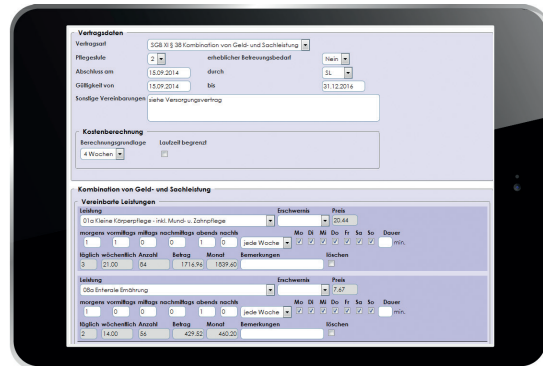 Vertragsdaten
Vertragsart SGB XI § 38 Kombination von Geld- und Sachleistung
Pflegestufe 2 erheblicher Betreuungsbedarf Nein
Abschluss am 15.09.2014 durch SL
Gültigkeit von 15.09.2014 bis 31.12.2016
Sonstige Vereinbarungen siehe Versorgungsvertrag
Kostenberechnung
Berechnungsgrundlage Laufzeit begrenzt
4 Wochen
Kombination von Geld- und Sachleistung
Vereinbarte Leistungen
Leistung Erschwernis Preis
01a Kleine Körperpflege - inkl. Mund- u. Zahnpflege 20,44
morgens vormittags mittags nachmittags abends nachts Mo Di Mi Do Fr Sa So Dauer
1 1 0 0 1 0 jede Woche min.
täglich wöchentlich Anzahl Betrag Monat Bemerkungen löschen
3 21.00 84 1716.96 1839.60
Leistung Erschwernis Preis
08a Enterale Ernährung 7,67
morgens vormittags mittags nachmittags abends nachts Mo Di Mi Do Fr Sa So Dauer
1 0 0 0 1 0 jede Woche min.
täglich wöchentlich Anzahl Betrag Monat Bemerkungen löschen
2 14.00 56 429.52 460.20